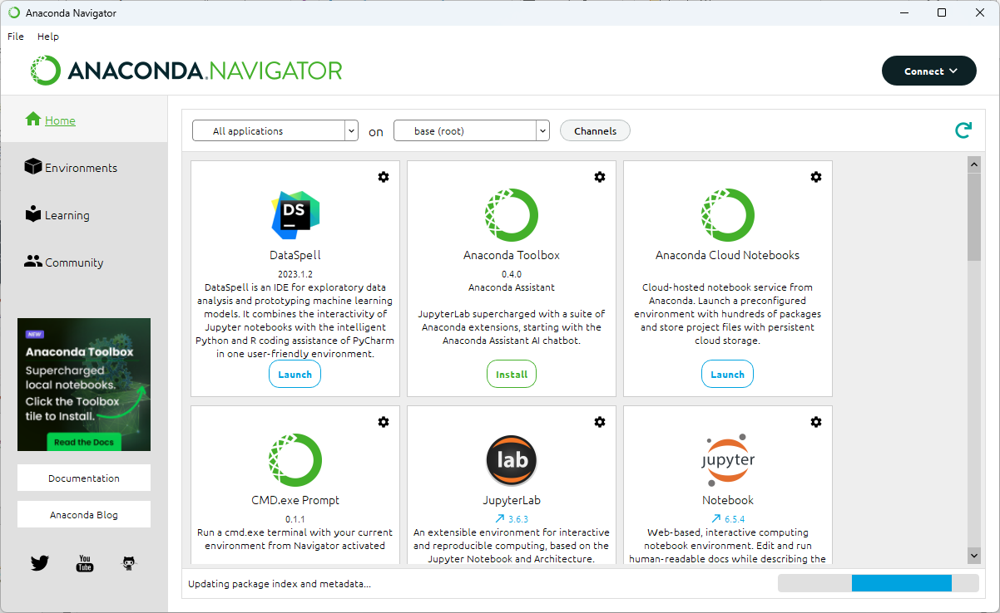 Anaconda Navigator
File Help
ANACONDA.NAVIGATOR
Connect
Home
Environments
Learning
Community
NEW
Anaconda Toolbox
Supercharged
local notebooks.
Click the Toolbox
tile to Install.
Read the Docs
Documentation
Anaconda Blog
You
Tube
All applications on base (root) Channels
DS
DataSpell
2023.1.2
DataSpell is an IDE for exploratory data
analysis and prototyping machine learning
models. It combines the interactivity of
Jupyter notebooks with the intelligent
Python and R coding assistance of PyCharm
in one user-friendly environment.
Launch
Anaconda Toolbox
0.4.0
Anaconda Assistant
JupyterLab supercharged with a suite of
Anaconda extensions, starting with the
Anaconda Assistant AI chatbot.
Install
Anaconda Cloud Notebooks
Cloud-hosted notebook service from
Anaconda. Launch a preconfigured
environment with hundreds of packages
and store project files with persistent
cloud storage.
Launch
CMD.exe Prompt
0.1.1
Run a cmd.exe terminal with your current
environment from Navigator activated
lab
JupyterLab
3.6.3
An extensible environment for interactive
and reproducible computing, based on the
Jupyter Notebook and Architecture.
jupyter
Notebook
6.5.4
Web-based, interactive computing
notebook environment. Edit and run
human-readable docs while describing the
Updating package index and metadata...